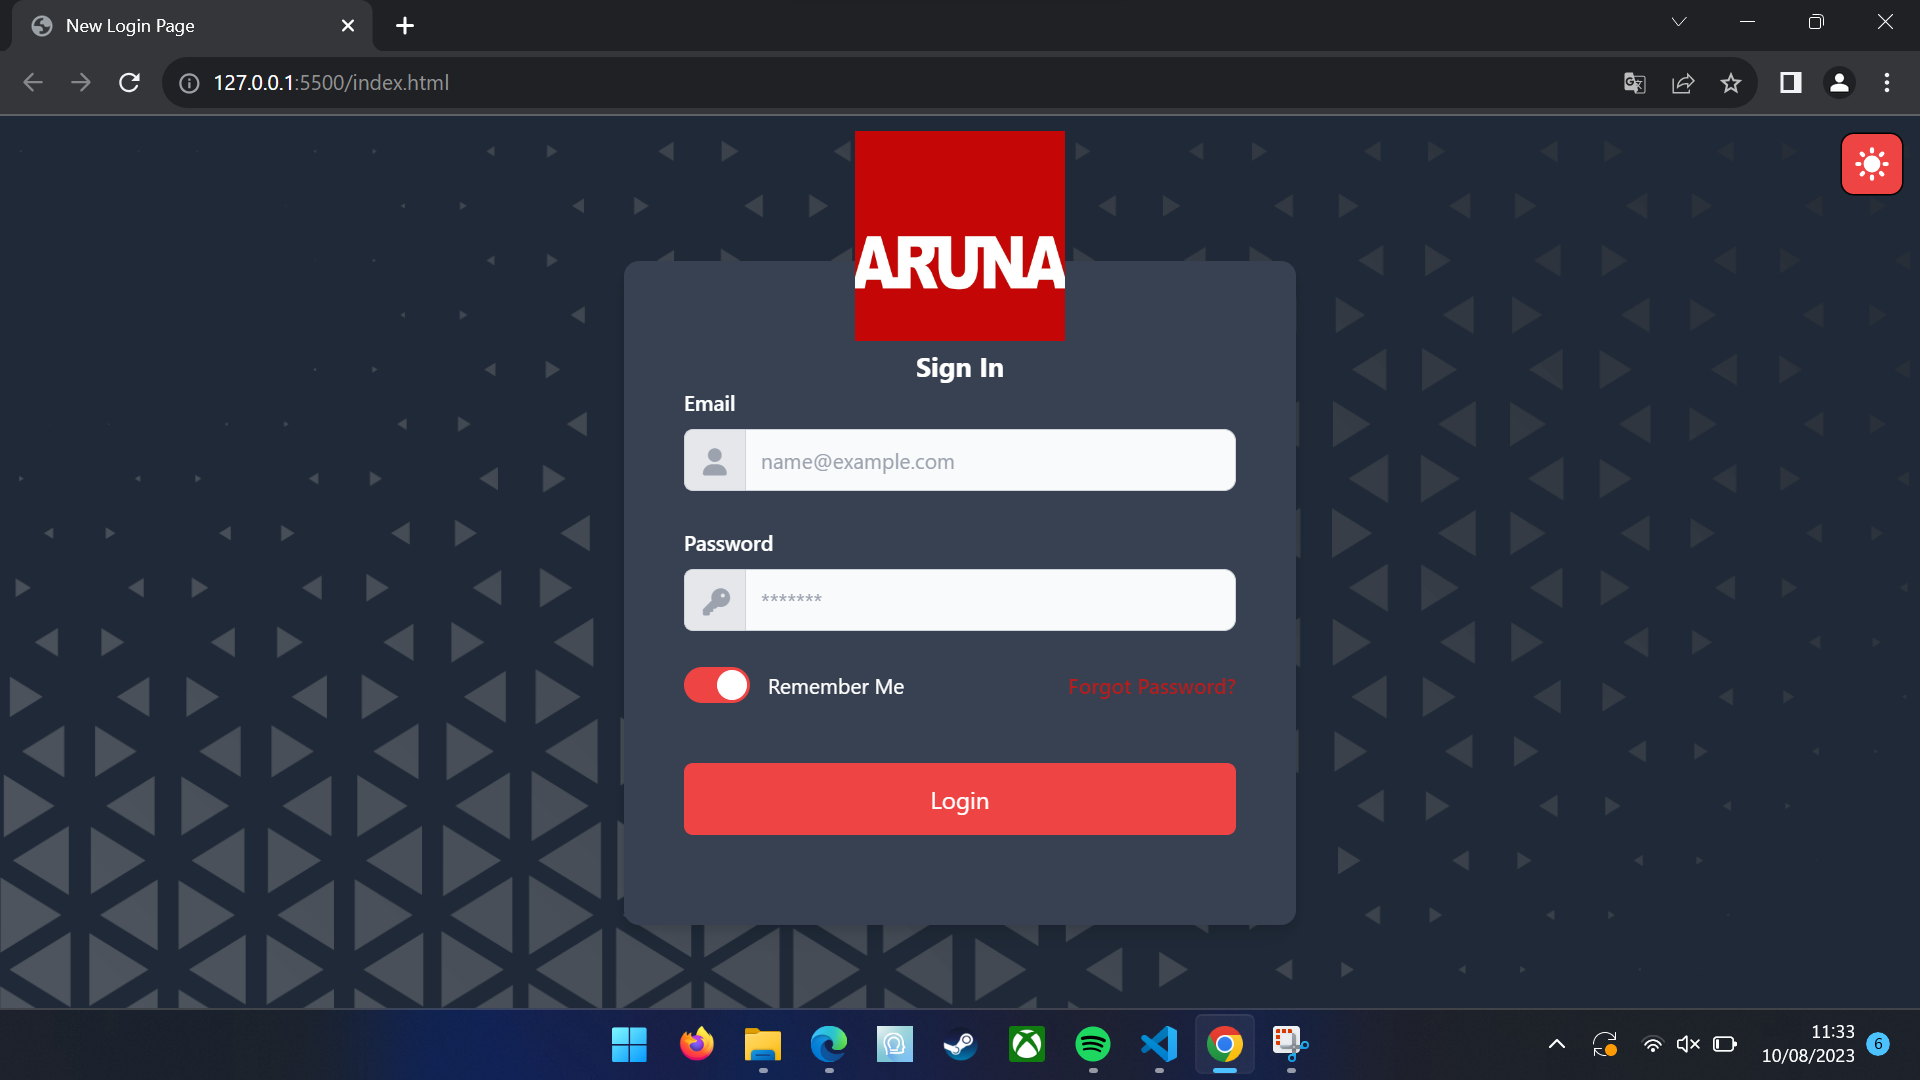 New Login Page
127.0.0.1:5500/index.html
ARUNA
Sign In
Email
name@example.com
Password
*******
Remember Me
Forgot Password?
Login
11:33
10/08/2023
6